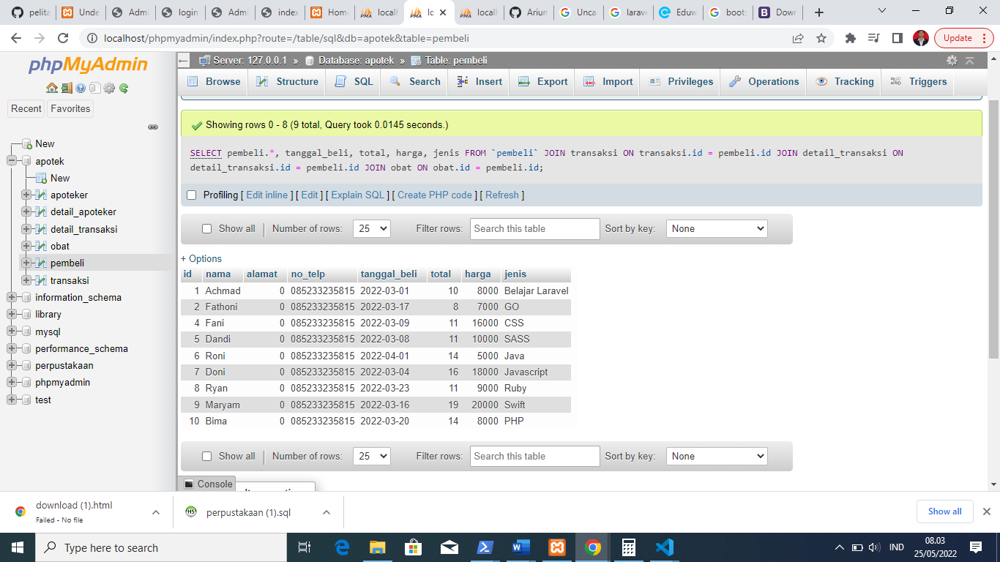 pelita
Unde
Admi
login
Admi
index
Home
locall
lc
locall
Ariun
Unca
larave
Eduw
boots
Down
localhost/phpmyadmin/index.php?route=/table/sql&db=apotek&table=pembeli
Update
phpMyAdmin
Recent
Favorites
New
apotek
New
apoteker
detail_apoteker
detail_transaksi
obat
pembeli
transaksi
information_schema
library
mysql
performance_schema
perpustakaan
phpmyadmin
test
Server: 127.0.0.1 » Database: apotek » Table: pembeli
Browse Structure SQL Search Insert Export Import Privileges Operations Tracking Triggers
Showing rows 0 - 8 (9 total, Query took 0.0145 seconds.)
SELECT pembeli.*, tanggal_beli, total, harga, jenis FROM `pembeli` JOIN transaksi ON transaksi.id = pembeli.id JOIN detail_transaksi ON
detail_transaksi.id = pembeli.id JOIN obat ON obat.id = pembeli.id;
Profiling [ Edit inline ] [ Edit ] [ Explain SQL ] [ Create PHP code ] [ Refresh ]
Show all Number of rows: 25 Filter rows: Search this table Sort by key: None
+ Options
id nama alamat no_telp tanggal_beli total harga jenis
1 Achmad 0 085233235815 2022-03-01 10 8000 Belajar Laravel
2 Fathoni 0 085233235815 2022-03-17 8 7000 GO
4 Fani 0 085233235815 2022-03-09 11 16000 CSS
5 Dandi 0 085233235815 2022-03-08 11 10000 SASS
6 Roni 0 085233235815 2022-04-01 14 5000 Java
7 Doni 0 085233235815 2022-03-04 16 18000 Javascript
8 Ryan 0 085233235815 2022-03-23 11 9000 Ruby
9 Maryam 0 085233235815 2022-03-16 19 20000 Swift
10 Bima 0 085233235815 2022-03-20 14 8000 PHP
Show all Number of rows: 25 Filter rows: Search this table Sort by key: None
Console
download (1).html
Failed - No file
perpustakaan (1).sql
Show all
Type here to search
IND
08.03
25/05/2022